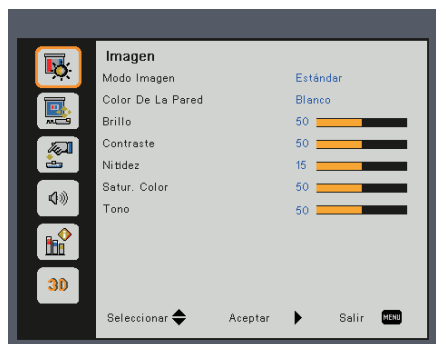 Imagen
Modo Imagen Estándar
Color De La Pared Blanco
Brillo 50
Contraste 50
Nitidez 15
Satur. Color 50
Tono 50
3D
Seleccionar Aceptar Salir MENU